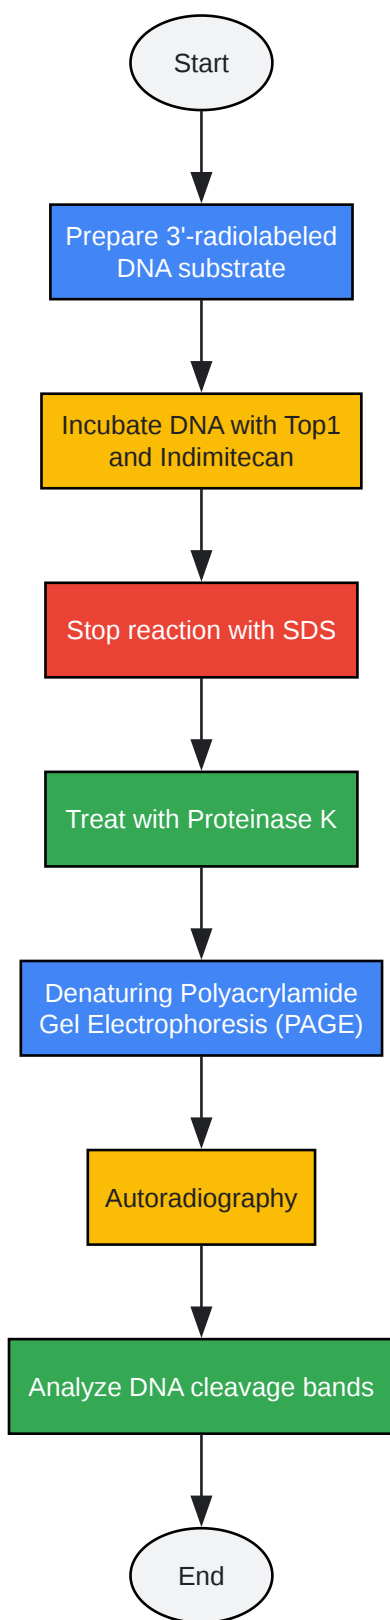 Start
Prepare 3'-radiolabeled
DNA substrate
Incubate DNA with Top1
and Indimitecan
Stop reaction with SDS
Treat with Proteinase K
Denaturing Polyacrylamide
Gel Electrophoresis (PAGE)
Autoradiography
Analyze DNA cleavage bands
End